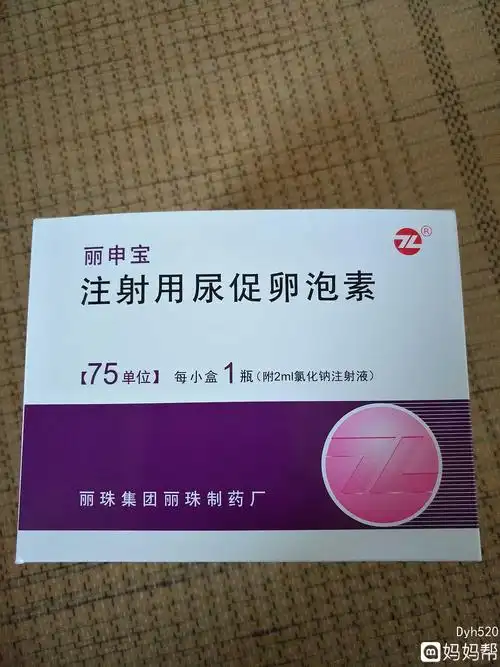 丽申宝
®
注射用尿促卵泡素
【75单位】 每小盒1瓶(附2ml氯化钠注射液)
丽珠集团丽珠制药厂
Dyh520
妈妈帮